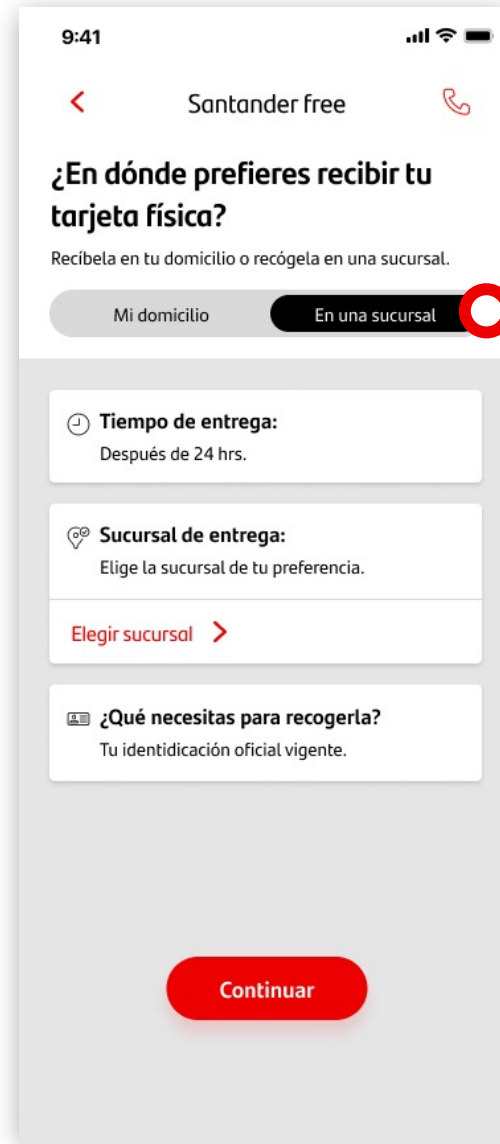 9:41
Santander free
¿En dónde prefieres recibir tu
tarjeta física?
Recíbela en tu domicilio o recógela en una sucursal.
Mi domicilio
En una sucursal
Tiempo de entrega:
Después de 24 hrs.
Sucursal de entrega:
Elige la sucursal de tu preferencia.
Elegir sucursal
¿Qué necesitas para recogerla?
Tu identidicación oficial vigente.
Continuar